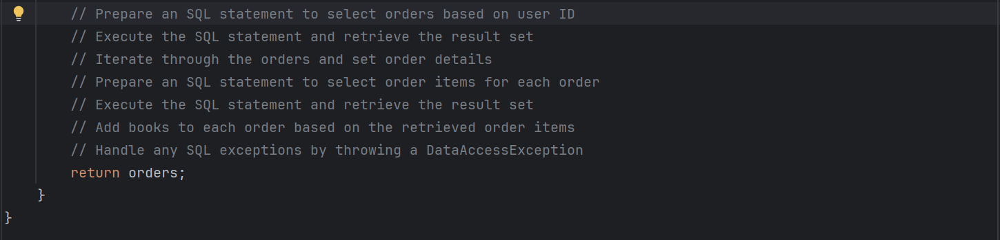 // Prepare an SQL statement to select orders based on user ID
// Execute the SQL statement and retrieve the result set
// Iterate through the orders and set order details
// Prepare an SQL statement to select order items for each order
// Execute the SQL statement and retrieve the result set
// Add books to each order based on the retrieved order items
// Handle any SQL exceptions by throwing a DataAccessException
return orders;
}
}